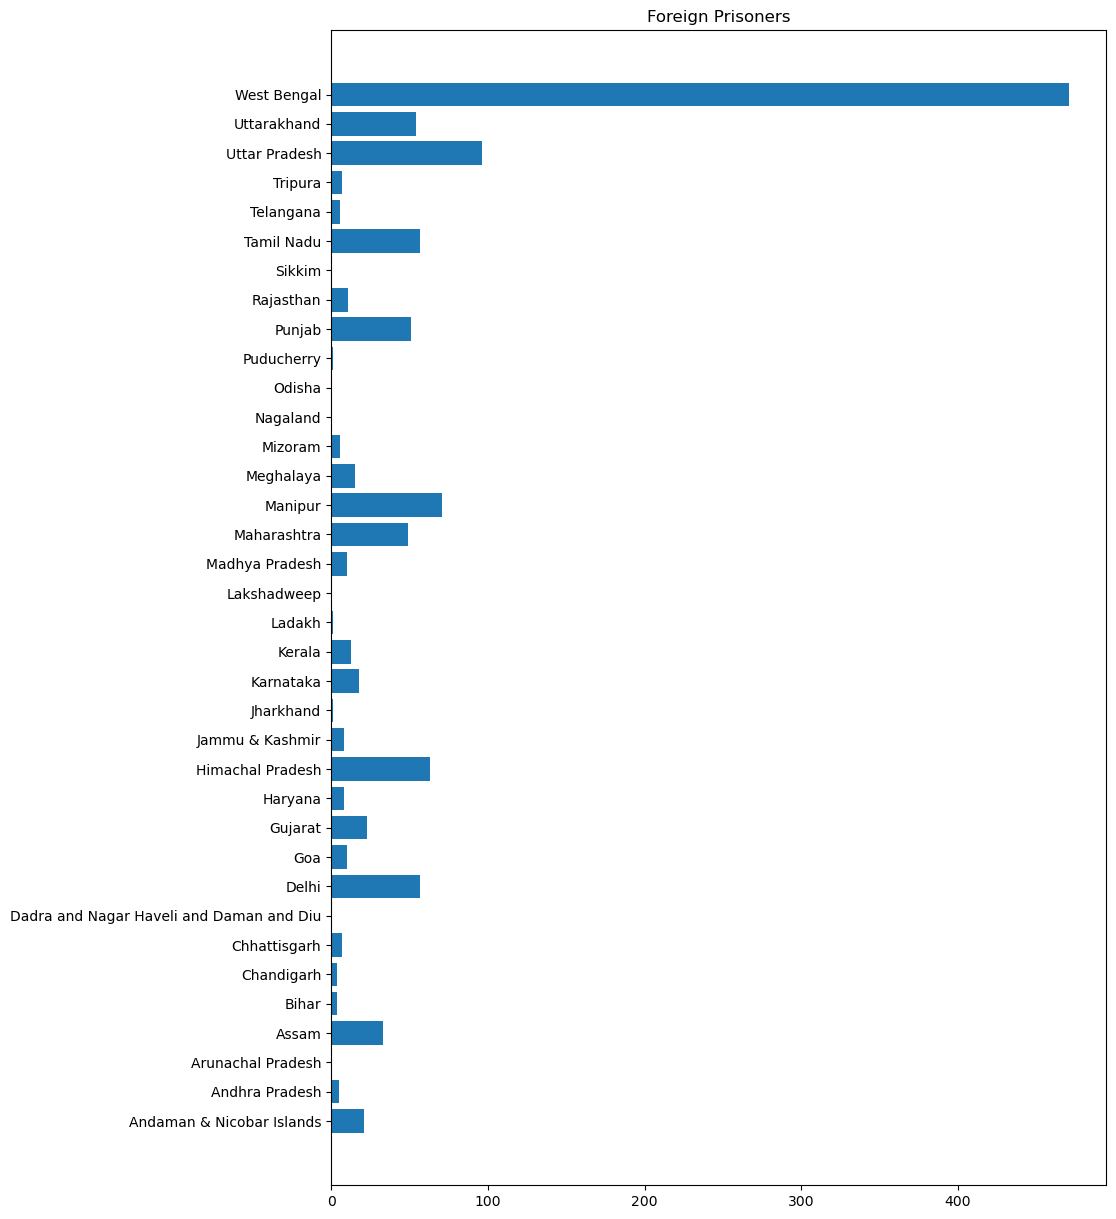 Foreign Prisoners
West Bengal
Uttarakhand
Uttar Pradesh
Tripura
Telangana
Tamil Nadu
Sikkim
Rajasthan
Punjab
Puducherry
Odisha
Nagaland
Mizoram
Meghalaya
Manipur
Maharashtra
Madhya Pradesh
Lakshadweep
Ladakh
Kerala
Karnataka
Jharkhand
Jammu & Kashmir
Himachal Pradesh
Haryana
Gujarat
Goa
Delhi
Dadra and Nagar Haveli and Daman and Diu
Chhattisgarh
Chandigarh
Bihar
Assam
Arunachal Pradesh
Andhra Pradesh
Andaman & Nicobar Islands
0 100 200 300 400